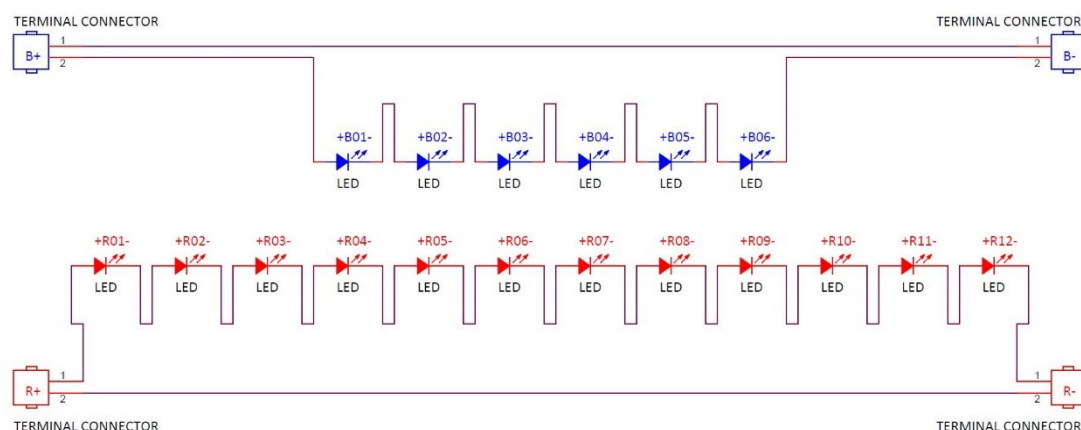 TERMINAL CONNECTOR TERMINAL CONNECTOR
1 1
B+ B-
2 2
+B01- +B02- +B03- +B04- +B05- +B06-
LED LED LED LED LED LED
+R01- +R02- +R03- +R04- +R05- +R06- +R07- +R08- +R09- +R10- +R11- +R12-
LED LED LED LED LED LED LED LED LED LED LED LED
1 1
R+ R-
2 2
TERMINAL CONNECTOR TERMINAL CONNECTOR